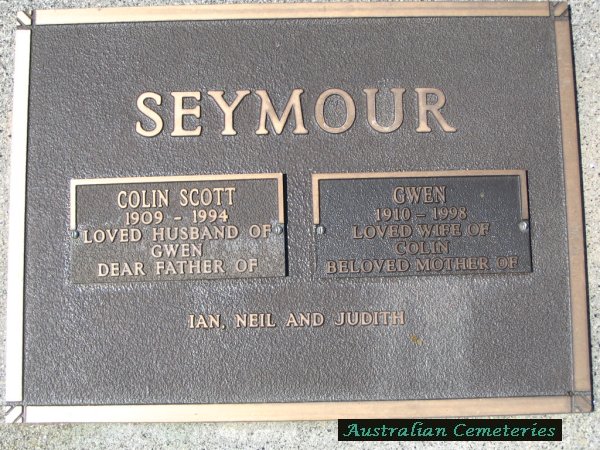 SEYMOUR
COLIN SCOTT
1909 - 1994
LOVED HUSBAND OF
GWEN
DEAR FATHER OF
GWEN
1910 - 1998
LOVED WIFE OF
COLIN
BELOVED MOTHER OF
IAN, NEIL AND JUDITH
Australian Cemeteries